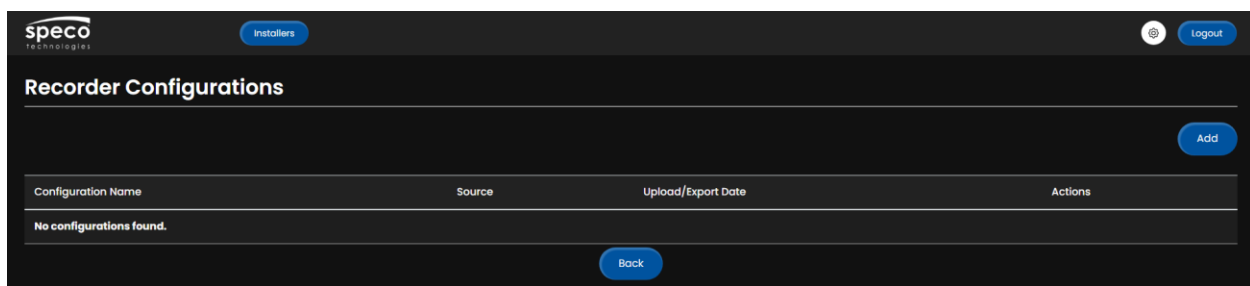 speco
technologies
Installers
Logout
Recorder Configurations
Add
Configuration Name Source Upload/Export Date Actions
No configurations found.
Back